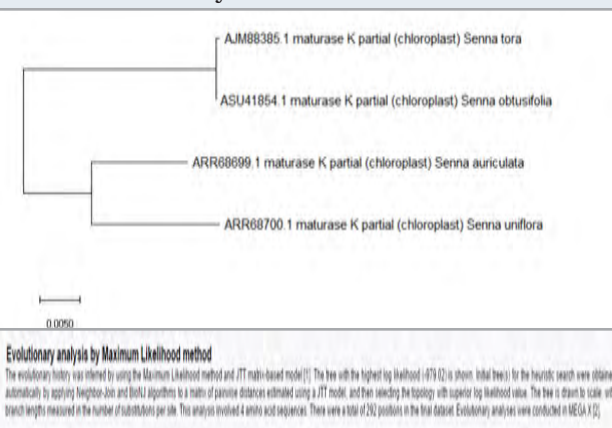 AJM88385.1 maturase K partial (chloroplast) Senna tora
ASU41854.1 maturase K partial (chloroplast) Senna obtusifolia
ARR68699.1 maturase K partial (chloroplast) Senna auriculata
ARR68700.1 maturase K partial (chloroplast) Senna uniflora
0.0050
Evolutionary analysis by Maximum Likelihood method
The evolutionary history was inferred by using the Maximum Likelihood method and JTT matrix-based model [1]. The tree with the highest log likelihood (-979.02) is shown. Initial tree(s) for the heuristic search were obtaine
automatically by applying Neighbor-Join and BioNJ algorithms to a matrix of pairwise distances estimated using a JTT model, and then selecting the topology with superior log likelihood value. The tree is drawn to scale, wit
branch lengths measured in the number of substitutions per site. This analysis involved 4 amino acid sequences. There were a total of 292 positions in the final dataset. Evolutionary analyses were conducted in MEGA X [2]